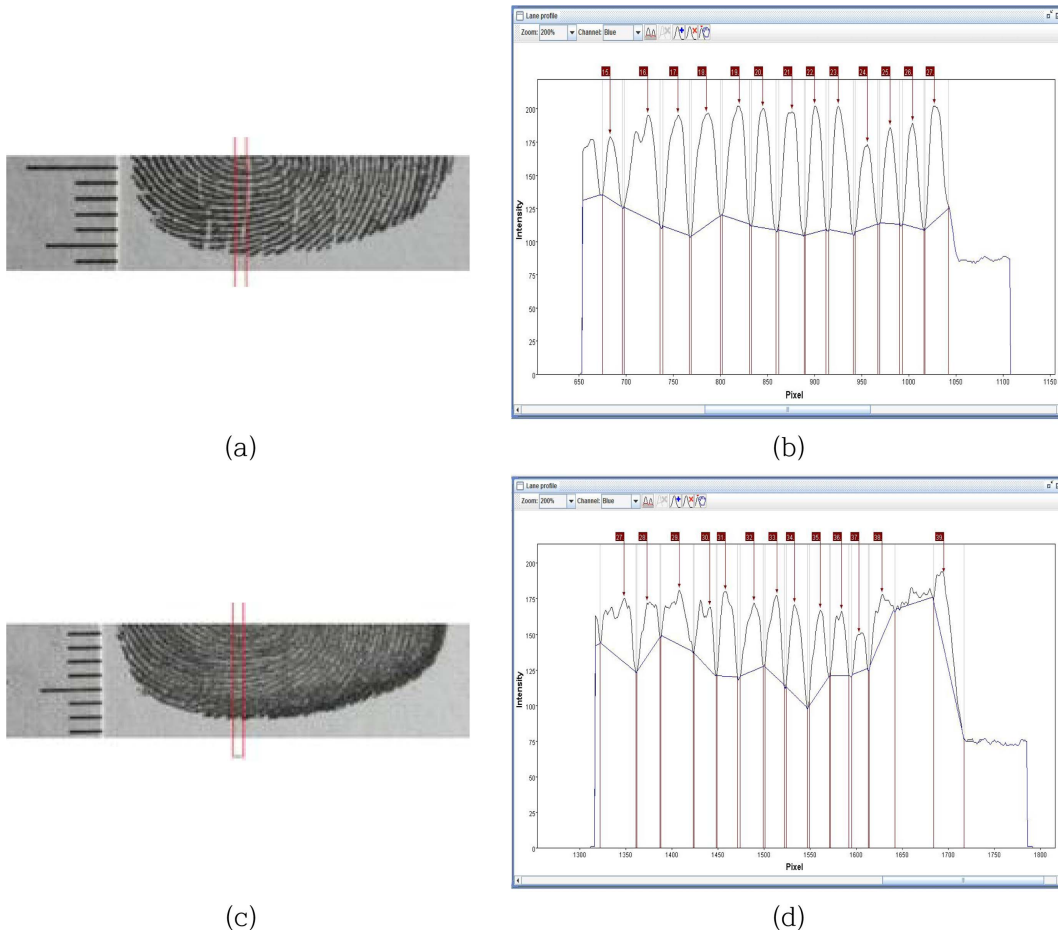 Lane profile
Zoom: 200% Channel: Blue
15 16 17 18 19 20 21 22 23 24 25 26 27
200
175
150
125
100
75
50
25
0
Intensity
650 700 750 800 850 900 950 1000 1050 1100 1150
Pixel
(a)
(b)
Lane profile
Zoom: 200% Channel: Blue
27 28 29 30 31 32 33 34 35 36 37 38 39
200
175
150
125
100
75
50
25
0
Intensity
1300 1350 1400 1450 1500 1550 1600 1650 1700 1750 1800
Pixel
(c)
(d)